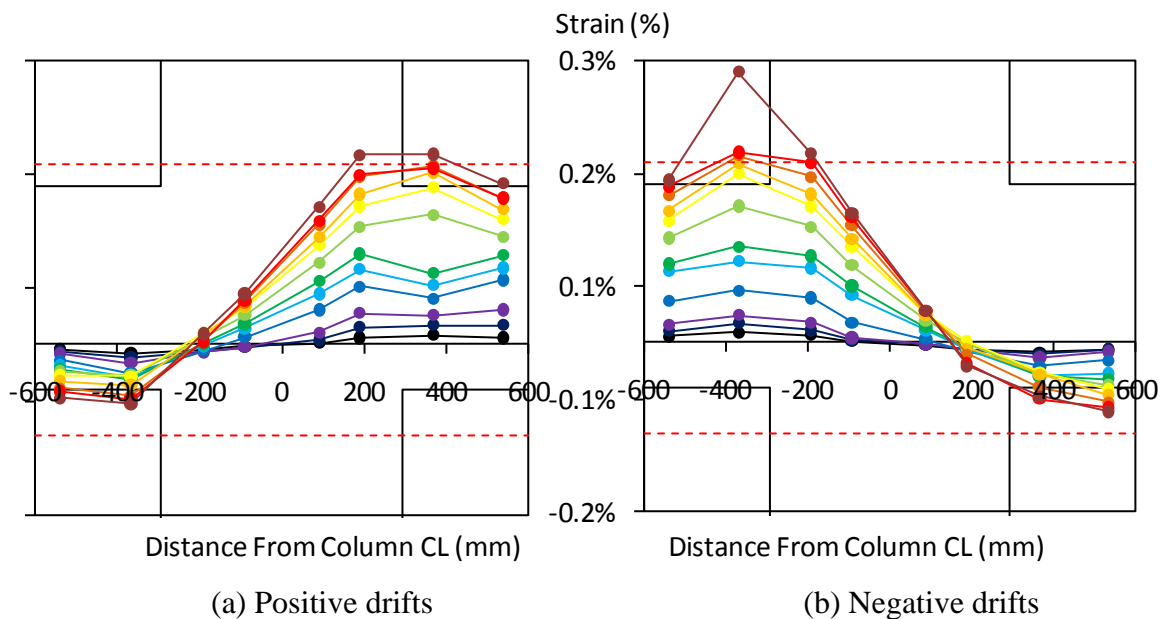 Strain (%)
0.3%
0.2%
0.1%
-600 -400 -200 0 200 400 600
-600 -400 -200 0 200 400 600
-0.1%
-0.2%
Distance From Column CL (mm)
Distance From Column CL (mm)
(a) Positive drifts
(b) Negative drifts